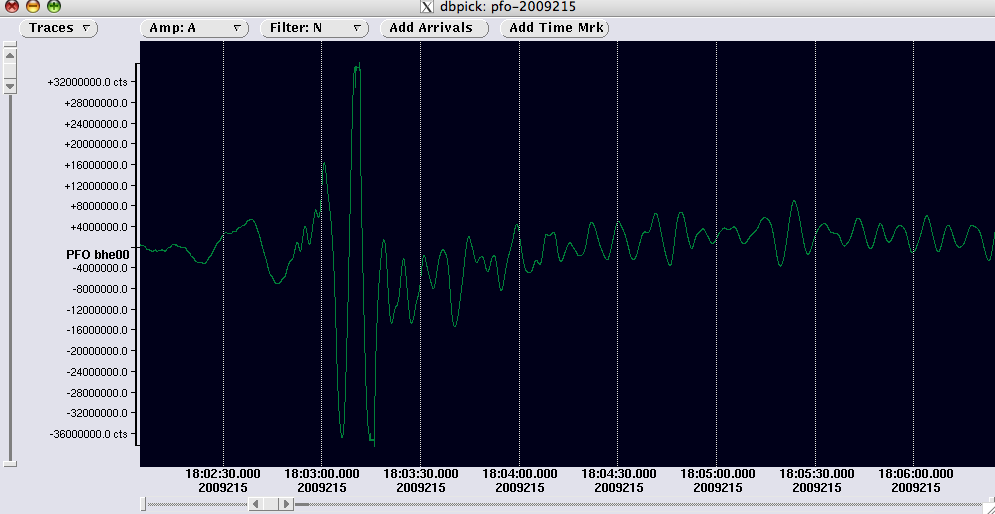 dbpick: pfo-2009215
Traces Amp: A Filter: N Add Arrivals Add Time Mrk
+32000000.0 cts
+28000000.0
+24000000.0
+20000000.0
+16000000.0
+12000000.0
+8000000.0
+4000000.0
PFO bhe00
-4000000.0
-8000000.0
-12000000.0
-16000000.0
-20000000.0
-24000000.0
-28000000.0
-32000000.0
-36000000.0 cts
18:02:30.000 18:03:00.000 18:03:30.000 18:04:00.000 18:04:30.000 18:05:00.000 18:05:30.000 18:06:00.000
2009215 2009215 2009215 2009215 2009215 2009215 2009215 2009215